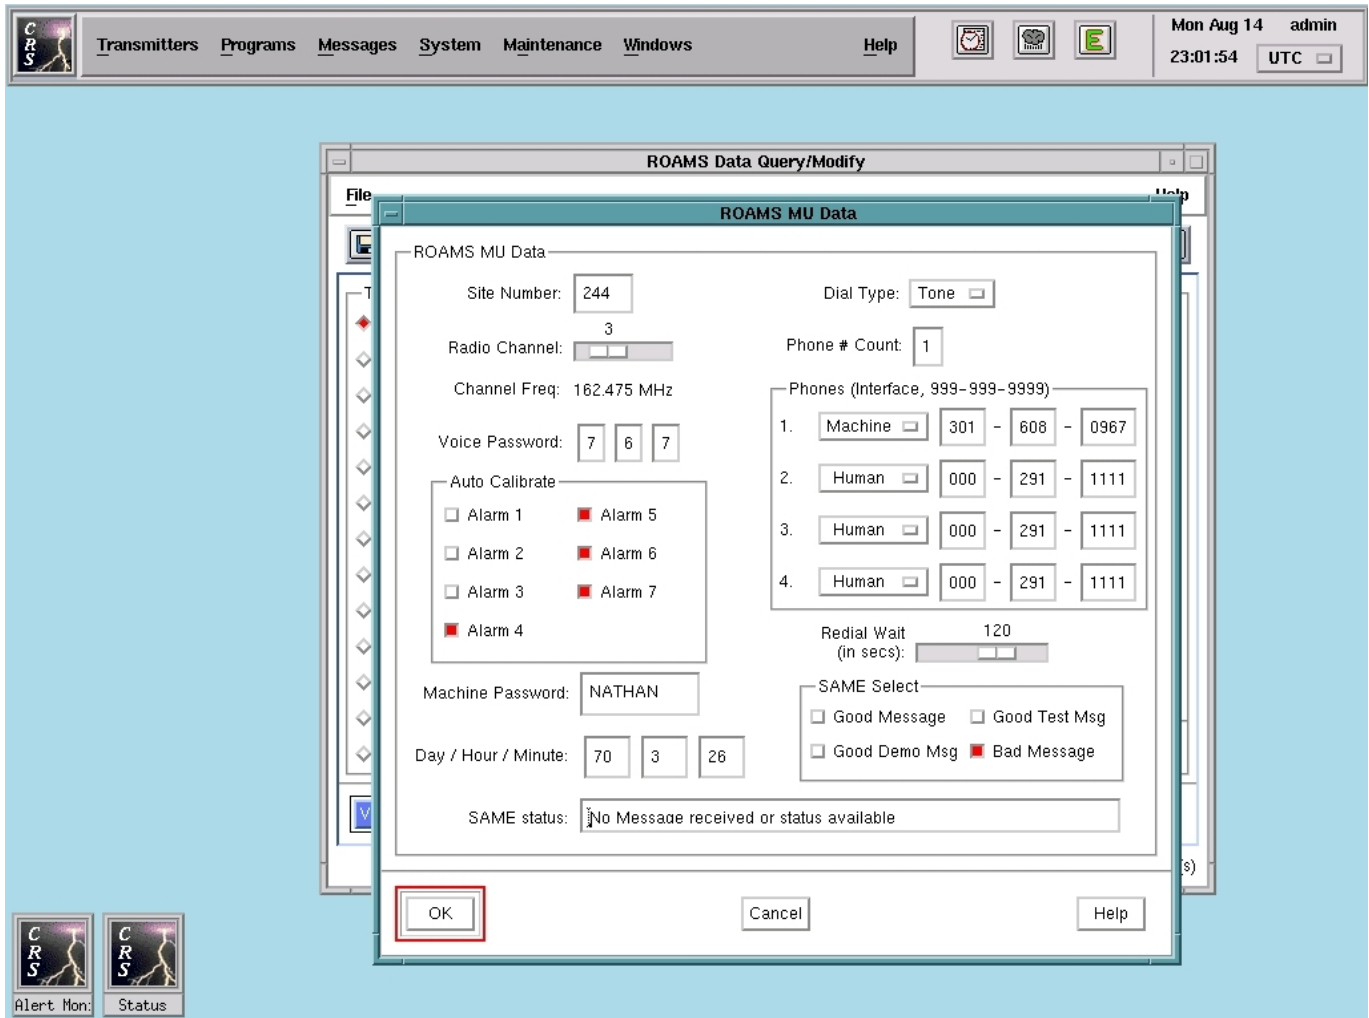 CRS Transmitters Programs Messages System Maintenance Windows Help
Mon Aug 14 admin
23:01:54 UTC
ROAMS Data Query/Modify
File
ROAMS MU Data
ROAMS MU Data
Site Number: 244 Dial Type: Tone
3
Radio Channel: Phone # Count: 1
Channel Freq: 162.475 MHz
Phones (Interface, 999-999-9999)
Voice Password: 7 6 7
1. Machine 301 - 608 - 0967
2. Human 000 - 291 - 1111
3. Human 000 - 291 - 1111
4. Human 000 - 291 - 1111
Auto Calibrate
Alarm 1 Alarm 5
Alarm 2 Alarm 6
Alarm 3 Alarm 7
Alarm 4
Redial Wait 120
(in secs):
Machine Password: NATHAN
SAME Select
Good Message Good Test Msg
Good Demo Msg Bad Message
Day / Hour / Minute: 70 3 26
SAME status: No Message received or status available
(s)
OK Cancel Help
CRS CRS
Alert Mon: Status